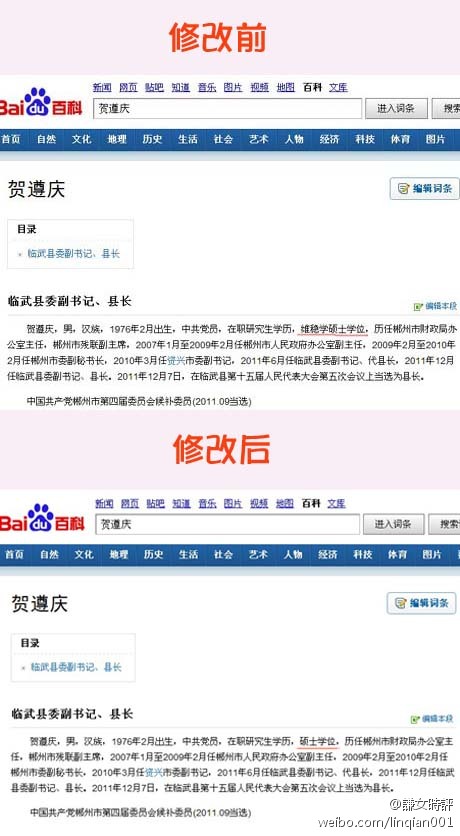 修改前
Bai du 百科
新闻 网页 贴吧 知道 音乐 图片 视频 地图 百科 文库
贺遵庆 进入词条 搜索
首页 自然 文化 地理 历史 生活 社会 艺术 人物 经济 科技 体育 图片
贺遵庆
编辑词条
目录
临武县委副书记、县长
临武县委副书记、县长
编辑本段
贺遵庆，男，汉族，1976年2月出生，中共党员，在职研究生学历，维稳学硕士学位，历任郴州市财政局办
公室主任，郴州市残联副主席，2007年1月至2009年2月任郴州市人民政府办公室副主任，2009年2月至2010年
2月任郴州市委副秘书长，2010年3月任资兴市委副书记，2011年6月任临武县委副书记、代县长，2011年12月
任临武县委副书记、县长。2011年12月7日，在临武县第十五届人民代表大会第五次会议上当选为县长。
中国共产党郴州市第四届委员会候补委员(2011.09当选)
修改后
Bai du 百科
新闻 网页 贴吧 知道 音乐 图片 视频 地图 百科 文库
贺遵庆 进入词条 搜索
首页 自然 文化 地理 历史 生活 社会 艺术 人物 经济 科技 体育 图片
贺遵庆
编辑词条
目录
临武县委副书记、县长
临武县委副书记、县长
编辑本段
贺遵庆，男，汉族，1976年2月出生，中共党员，在职研究生学历，硕士学位，历任郴州市财政局办公室主
任，郴州市残联副主席，2007年1月至2009年2月任郴州市人民政府办公室副主任，2009年2月至2010年2月任
郴州市委副秘书长，2010年3月任资兴市委副书记，2011年6月任临武县委副书记、代县长，2011年12月任临
武县委副书记、县长。2011年12月7日，在临武县第十五届人民代表大会第五次会议上当选为县长。
中国共产党郴州市第四届委员会候补委员(2011.09当选)
@謙女時評
weibo.com/linqian001